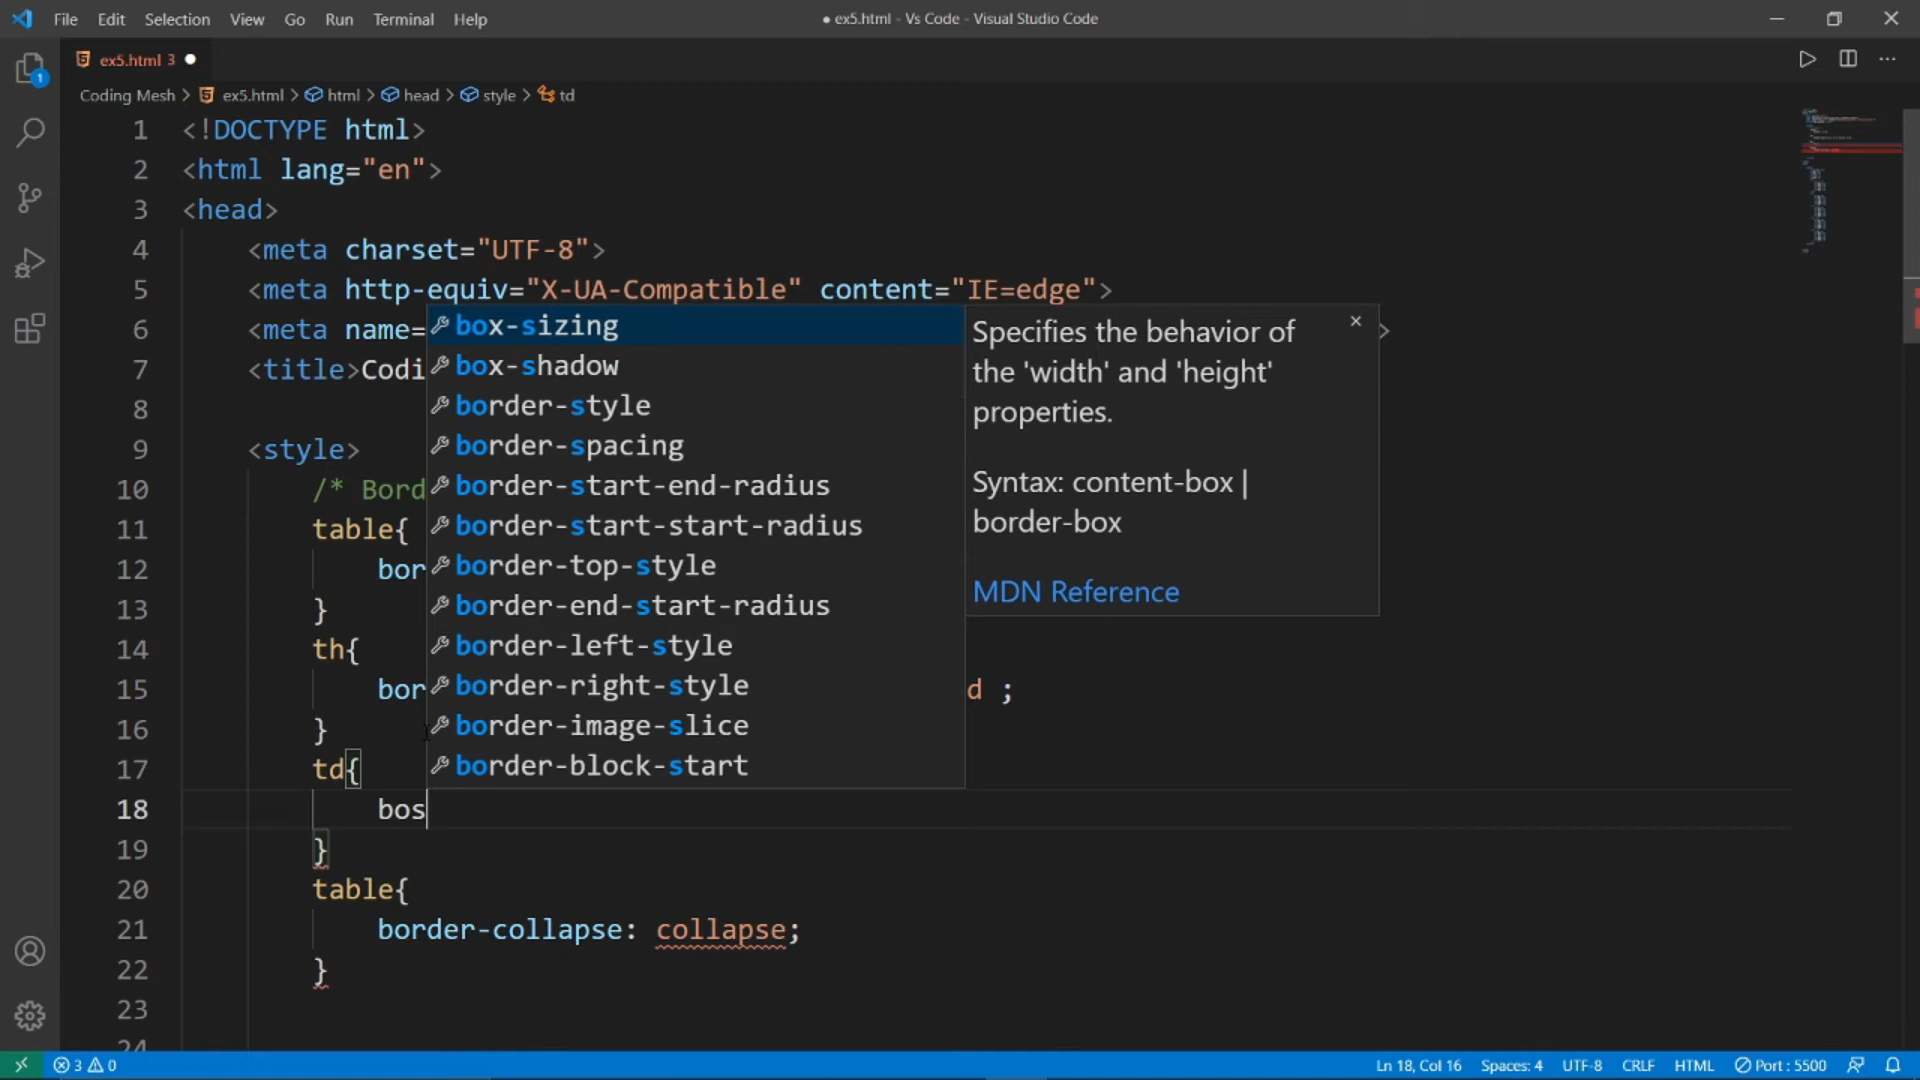 File Edit Selection View Go Run Terminal Help
● ex5.html - Vs Code - Visual Studio Code
1
ex5.html 3 ●
Coding Mesh > ex5.html > html > head > style > td
1 <!DOCTYPE html>
2 <html lang="en">
3 <head>
4 <meta charset="UTF-8">
5 <meta http-equiv="X-UA-Compatible" content="IE=edge">
6 <meta name= >
7 <title>Codi
8
9 <style>
10 /* Bord
11 table{
12 bor
13 }
14 th{
15 bor d ;
16 }
17 td{
18 bos
19 }
20 table{
21 border-collapse: collapse;
22 }
23
24
box-sizing
box-shadow
border-style
border-spacing
border-start-end-radius
border-start-start-radius
border-top-style
border-end-start-radius
border-left-style
border-right-style
border-image-slice
border-block-start
Specifies the behavior of
the 'width' and 'height'
properties.
Syntax: content-box |
border-box
MDN Reference
3 0
Ln 18, Col 16 Spaces: 4 UTF-8 CRLF HTML Port : 5500